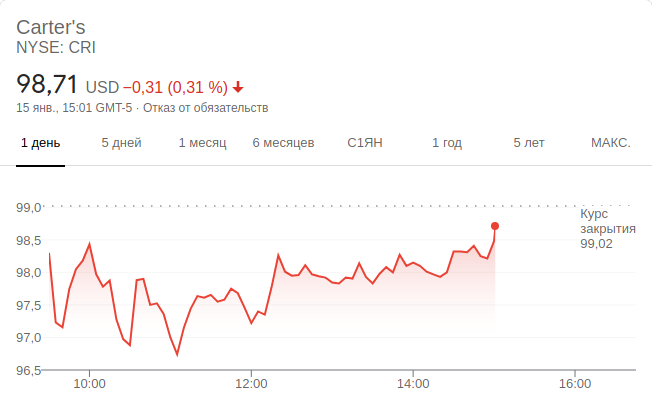 Carter's
NYSE: CRI
98,71 USD −0,31 (0,31 %)
15 янв., 15:01 GMT-5 · Отказ от обязательств
1 день 5 дней 1 месяц 6 месяцев С1ЯН 1 год 5 лет МАКС.
99,0
Курс
закрытия
99,02
98,5
98,0
97,5
97,0
96,5
10:00 12:00 14:00 16:00